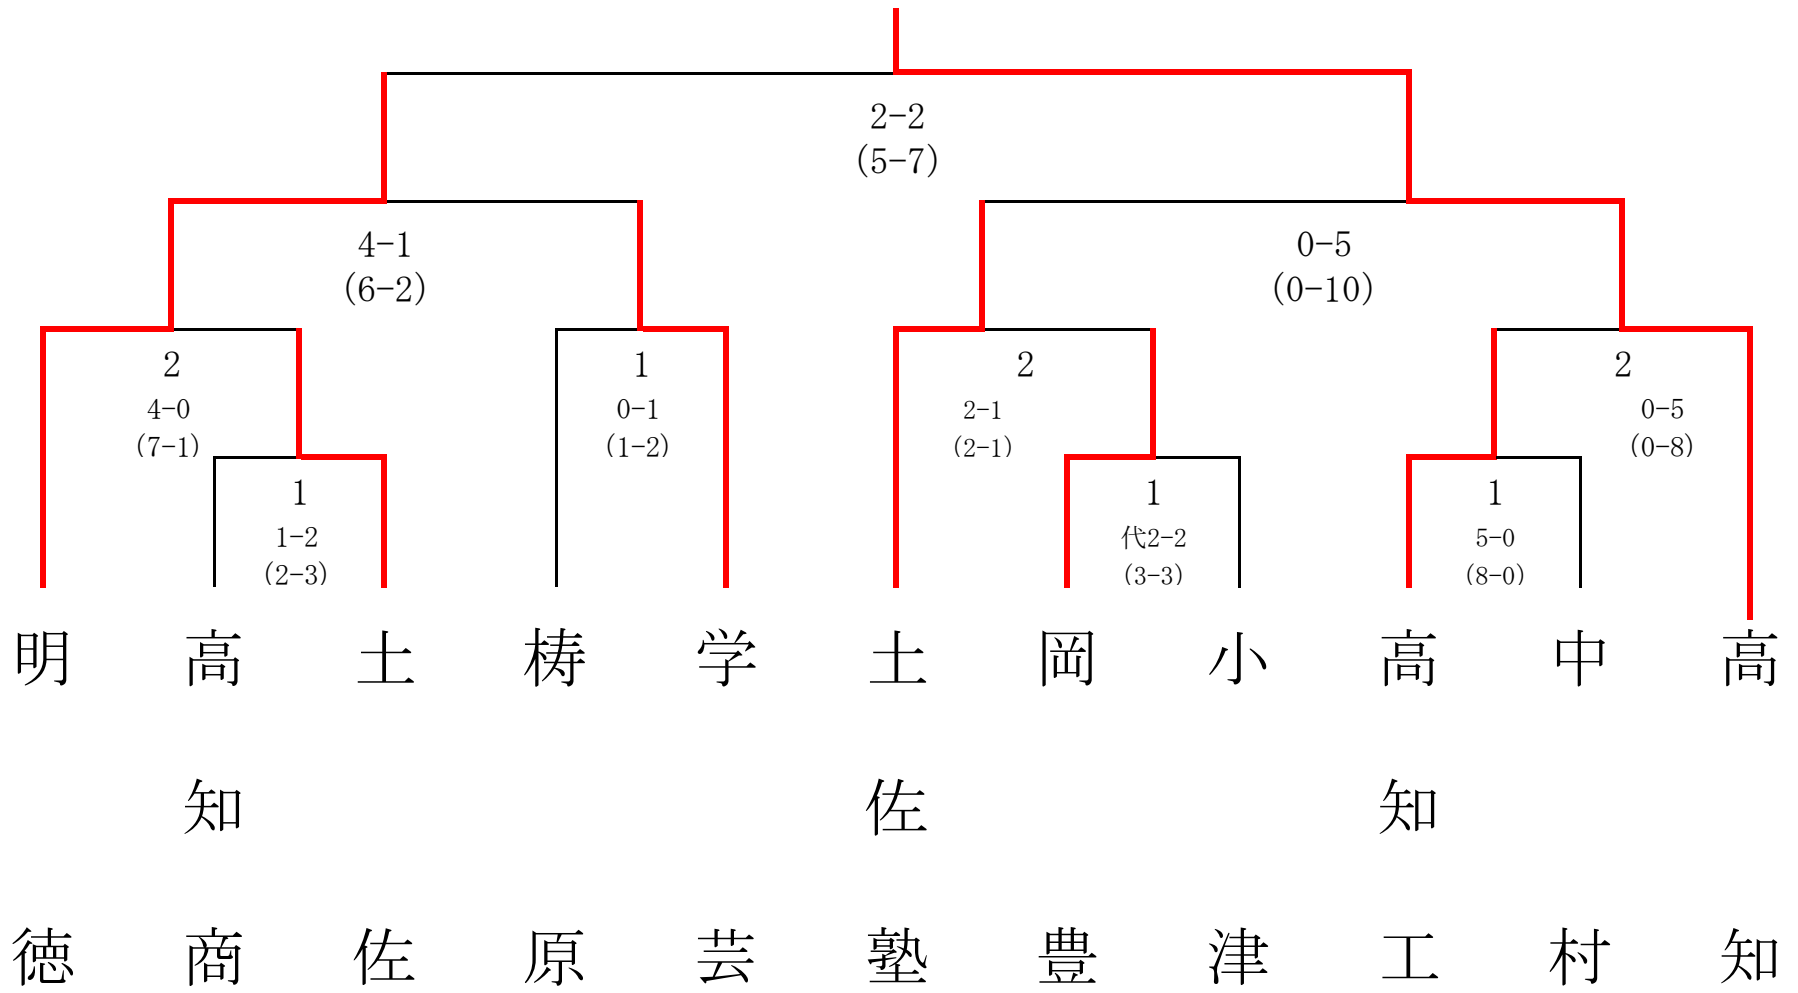 2-2
(5-7)
4-1
(6-2)
0-5
(0-10)
2
4-0
(7-1)
1
0-1
(1-2)
2
2-1
(2-1)
2
0-5
(0-8)
1
1-2
(2-3)
1
代2-2
(3-3)
1
5-0
(8-0)
明徳
高知商
土佐
梼原
学芸
土佐塾
岡豊
小津
高知工
中村
高知